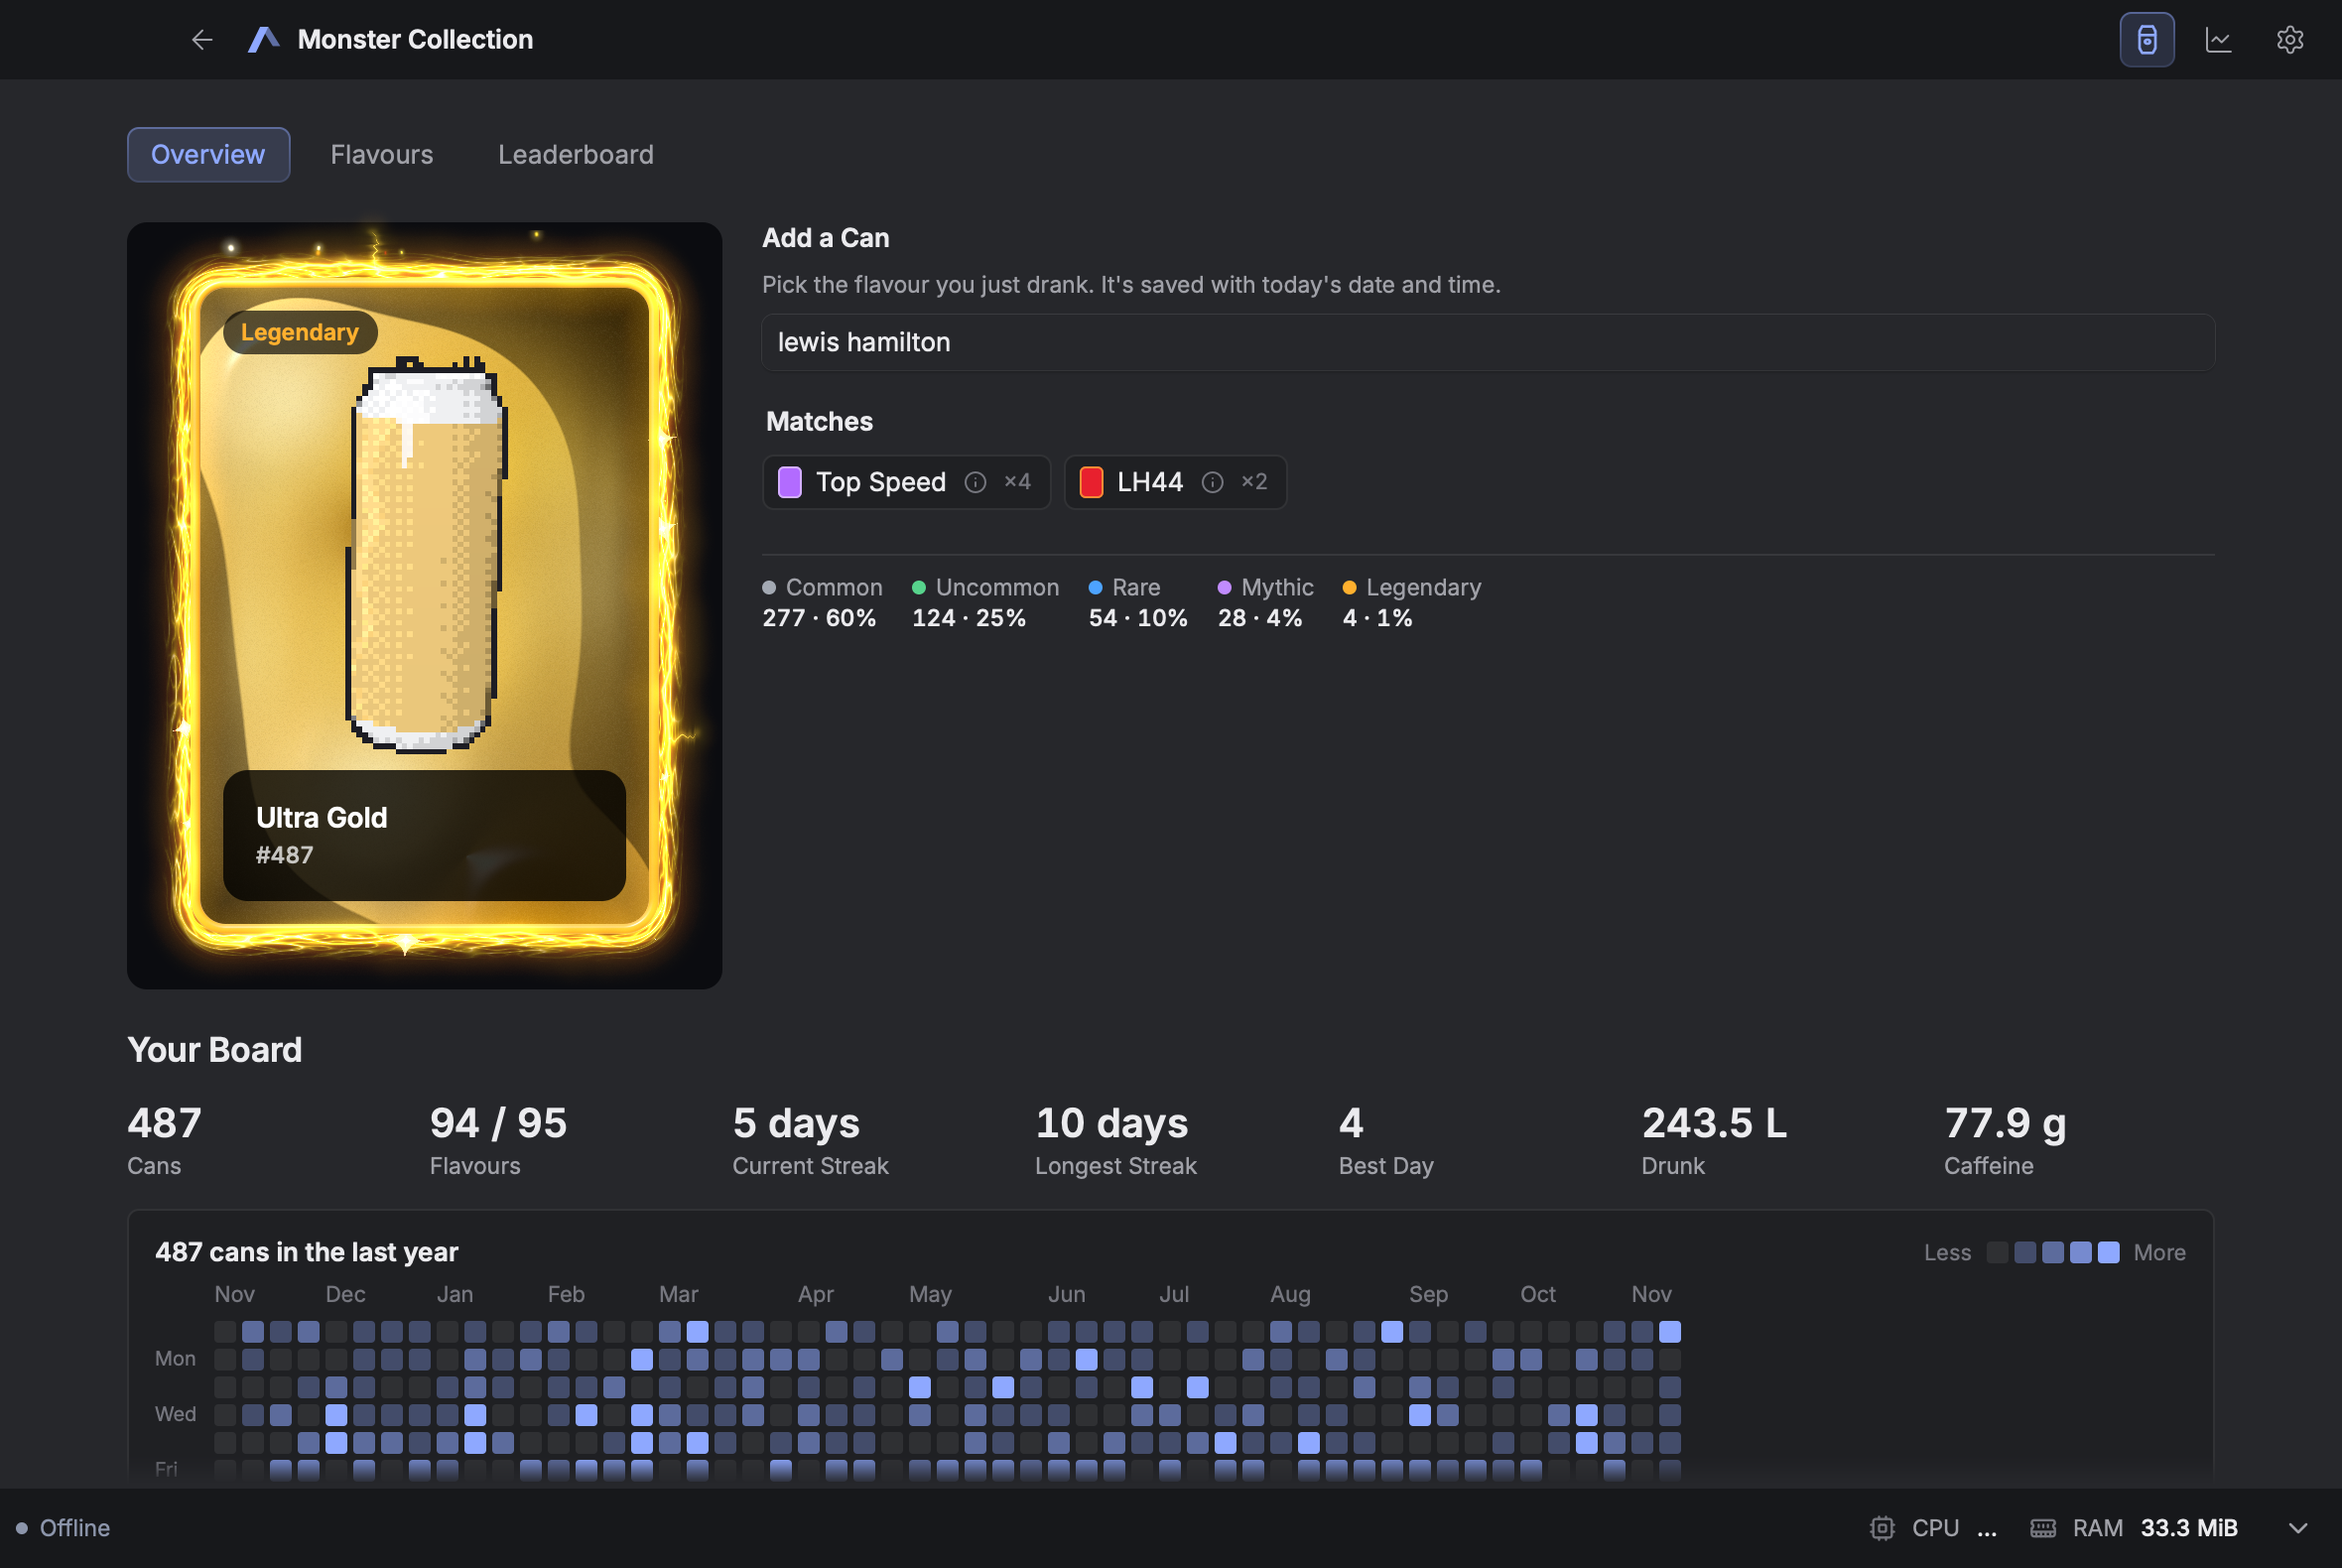 Monster Collection
Overview Flavours Leaderboard
Legendary
Ultra Gold
#487
Add a Can
Pick the flavour you just drank. It's saved with today's date and time.
lewis hamilton
Matches
Top Speed ×4 LH44 ×2
Common Uncommon Rare Mythic Legendary
277 · 60% 124 · 25% 54 · 10% 28 · 4% 4 · 1%
Your Board
487 94 / 95 5 days 10 days 4 243.5 L 77.9 g
Cans Flavours Current Streak Longest Streak Best Day Drunk Caffeine
487 cans in the last year Less More
Nov Dec Jan Feb Mar Apr May Jun Jul Aug Sep Oct Nov
Mon
Wed
Fri
Offline CPU ... RAM 33.3 MiB